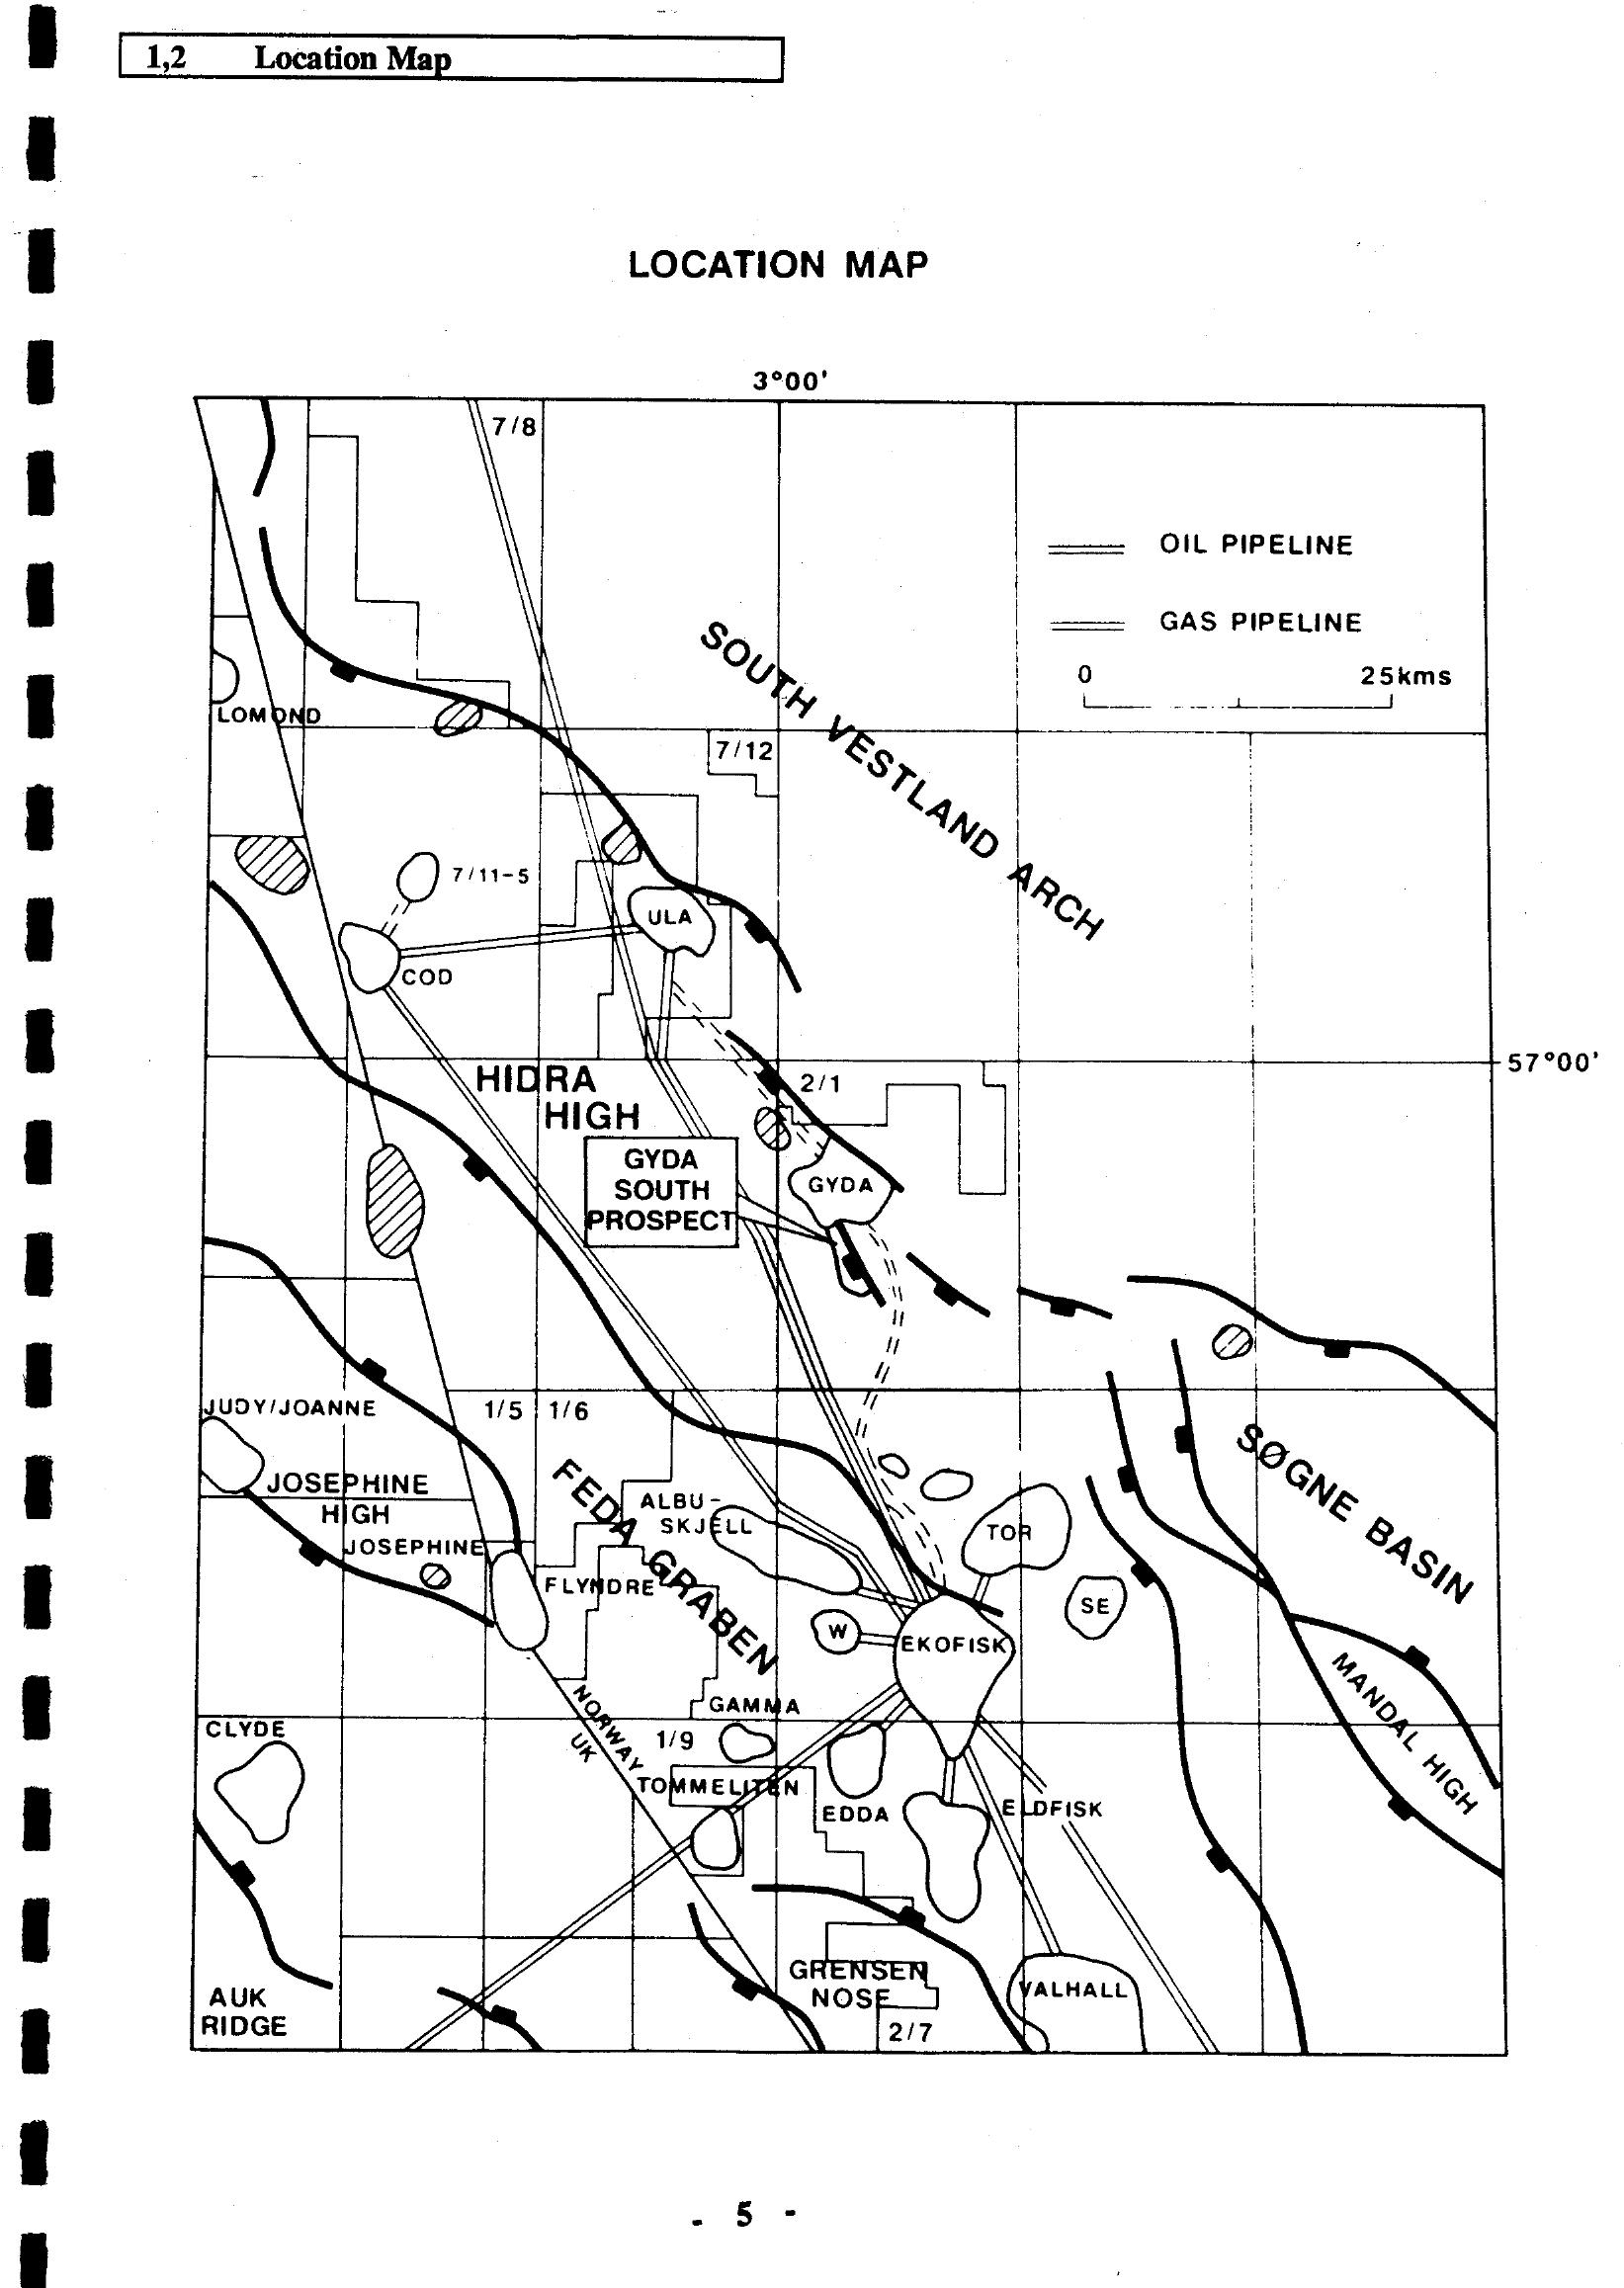 1,2 Location Map
LOCATION MAP
3°00'
7/8
OIL PIPELINE
GAS PIPELINE
0 25kms
SOUTH VESTLAND ARCH
LOMOND
7/12
7/11-5
ULA
COD
57°00'
HIDRA
HIGH
2/1
GYDA
SOUTH
PROSPECT
GYDA
JUDY/JOANNE
1/5 1/6
SØGNE BASIN
JOSEPHINE
HIGH
FEDA GRABEN
ALBU-
SKJELL
TOR
JOSEPHINE
FLYNDRE
SE
W
EKOFISK
MANDAL HIGH
NORWAY
UK
GAMMA
CLYDE
1/9
TOMMELITEN
EDDA
ELDFISK
GRENSEN
NOSE
VALHALL
AUK
RIDGE
2/7
- 5 -